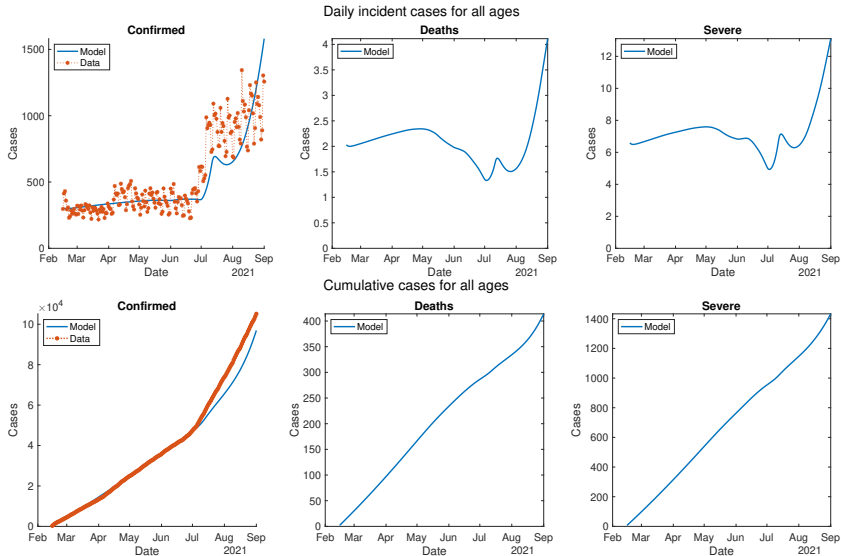 Daily incident cases for all ages
Confirmed
Deaths
Severe
Model
Data
Model
Model
Cases
Cases
Cases
1500
1000
500
0
4
3.5
3
2.5
2
1.5
1
0.5
0
12
10
8
6
4
2
0
Feb Mar Apr May Jun Jul Aug Sep
Feb Mar Apr May Jun Jul Aug Sep
Feb Mar Apr May Jun Jul Aug Sep
Date 2021
Date 2021
Date 2021
Cumulative cases for all ages
×10⁴
Confirmed
Deaths
Severe
Model
Data
Model
Model
Cases
Cases
Cases
10
8
6
4
2
0
400
350
300
250
200
150
100
50
0
1400
1200
1000
800
600
400
200
0
Feb Mar Apr May Jun Jul Aug Sep
Feb Mar Apr May Jun Jul Aug Sep
Feb Mar Apr May Jun Jul Aug Sep
Date 2021
Date 2021
Date 2021